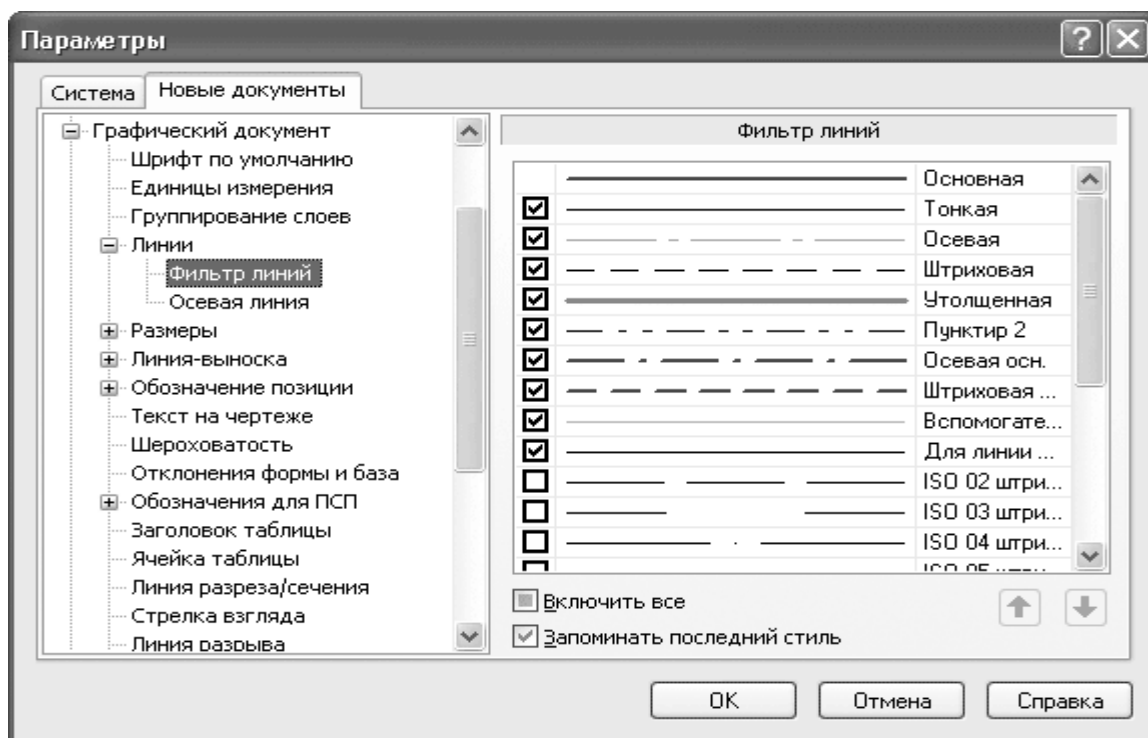 Параметры
Система
Новые документы
Графический документ
Шрифт по умолчанию
Единицы измерения
Группирование слоев
Линии
Фильтр линий
Осевая линия
Размеры
Линия-выноска
Обозначение позиции
Текст на чертеже
Шероховатость
Отклонения формы и база
Обозначения для ПСП
Заголовок таблицы
Ячейка таблицы
Линия разреза/сечения
Стрелка взгляда
Линия разрыва
Фильтр линий
Основная
Тонкая
Осевая
Штриховая
Утолщенная
Пунктир 2
Осевая осн.
Штриховая ...
Вспомогате...
Для линии ...
ISO 02 штри...
ISO 03 штри...
ISO 04 штри...
ISO 05 штри...
Включить все
Запоминать последний стиль
OK
Отмена
Справка